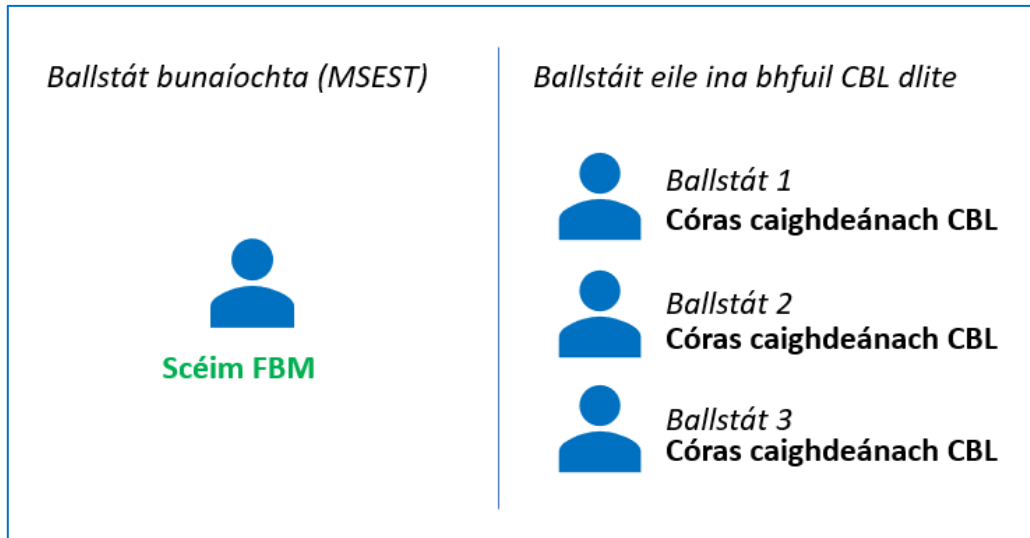 Ballstát bunaíochta (MSEST)
Scéim FBM
Ballstáit eile ina bhfuil CBL dlite
Ballstát 1
Córas caighdeánach CBL
Ballstát 2
Córas caighdeánach CBL
Ballstát 3
Córas caighdeánach CBL